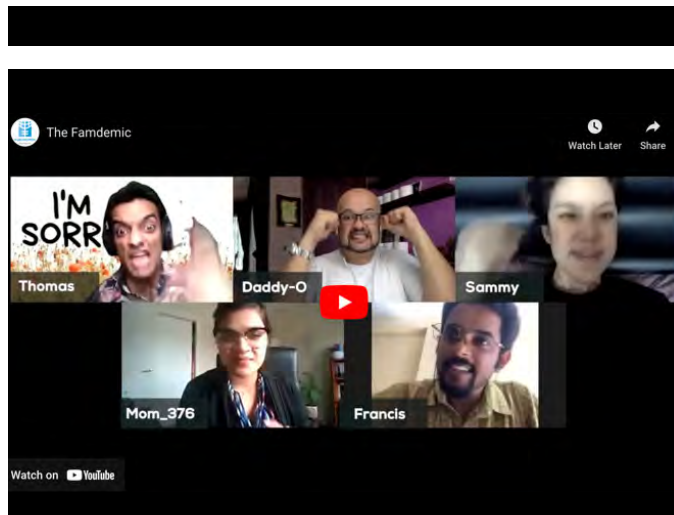 The Famdemic
Watch Later
Share
I'M
SORR
Thomas
Daddy-O
Sammy
Mom_376
Francis
Watch on YouTube